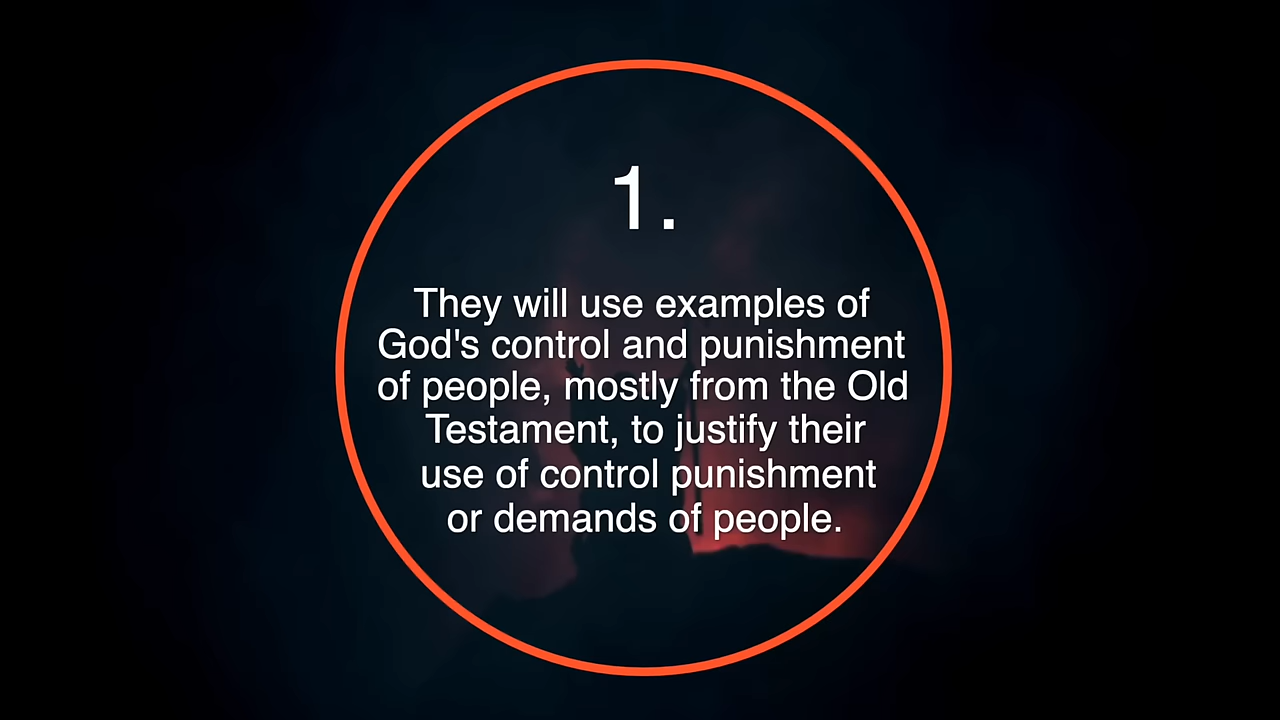 1.
They will use examples of
God's control and punishment
of people, mostly from the Old
Testament, to justify their
use of control punishment
or demands of people.